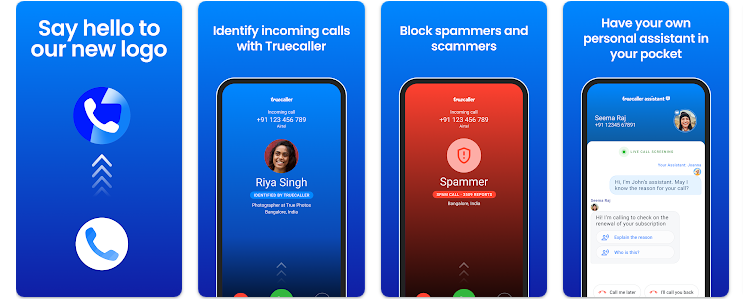 Say hello to
our new logo
Identify incoming calls
with Truecaller
truecaller
Incoming call
+91 123 456 789
Airtel
Riya Singh
IDENTIFIED BY TRUECALLER
Photographer at True Photos
Bangalore, India
Block spammers and
scammers
truecaller
Incoming call
+91 123 456 789
Airtel
Spammer
SPAM CALL - 3509 REPORTS
Bangalore, India
Have your own
personal assistant in
your pocket
truecaller assistant
Seema Raj
+91 12345 67891
LIVE CALL SCREENING
Your Assistant, Joanna
Hi, I'm John's assistant. May I
know the reason for your call?
Seema Raj
Hi! I'm calling to check on the
renewal of your subscription
Explain the reason
Who is this?
Call me later
I'll call you back